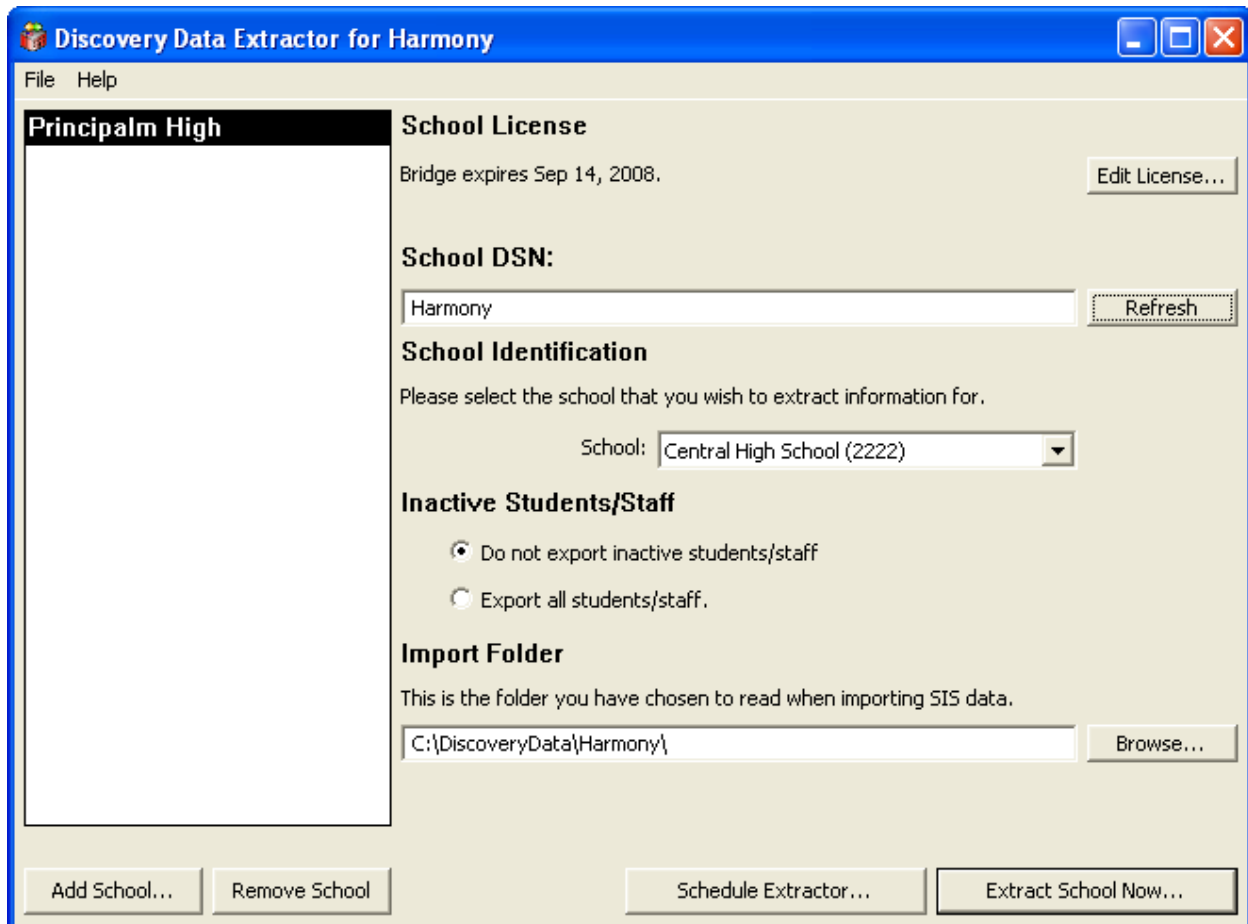 Discovery Data Extractor for Harmony
File Help
Principalm High
School License
Bridge expires Sep 14, 2008.
Edit License...
School DSN:
Harmony
Refresh
School Identification
Please select the school that you wish to extract information for.
School: Central High School (2222)
Inactive Students/Staff
Do not export inactive students/staff
Export all students/staff.
Import Folder
This is the folder you have chosen to read when importing SIS data.
C:\DiscoveryData\Harmony\
Browse...
Add School... Remove School Schedule Extractor... Extract School Now...